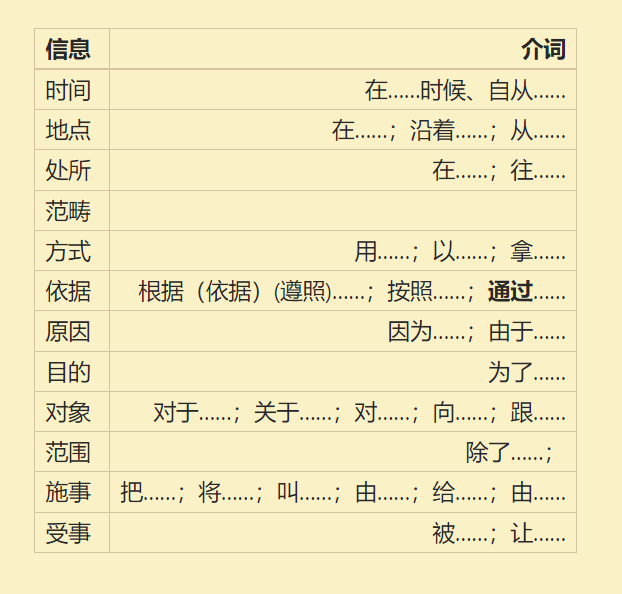 信息 介词
时间 在……时候、自从……
地点 在……；沿着……；从……
处所 在……；往……
范畴
方式 用……；以……；拿……
依据 根据（依据）(遵照)……；按照……；通过……
原因 因为……；由于……
目的 为了……
对象 对于……；关于……；对……；向……；跟……
范围 除了……；
施事 把……；将……；叫……；由……；给……；由……
受事 被……；让……